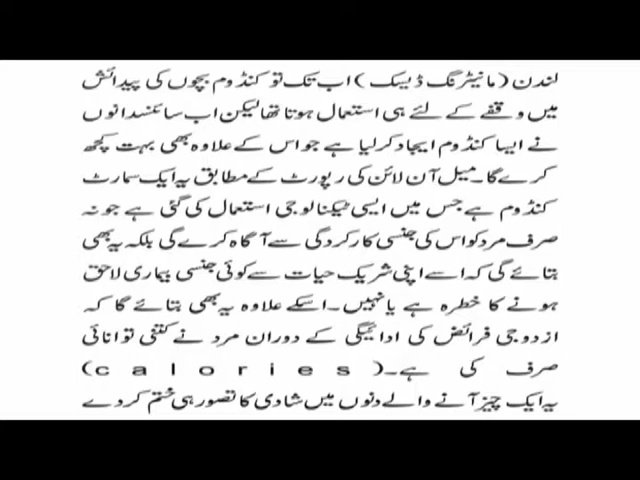 لندن (مانیٹرنگ ڈیسک) اب تک تو کنڈوم بچوں کی پیدائش
میں وقفے کے لئے ہی استعمال ہوتا تھا لیکن اب سائنسدانوں
نے ایسا کنڈوم ایجاد کرلیا ہے جو اس کے علاوہ بھی بہت کچھ
کرے گا۔ میل آن لائن کی رپورٹ کے مطابق یہ ایک سمارٹ
کنڈوم ہے جس میں ایسی ٹیکنالوجی استعمال کی گئی ہے جو نہ
صرف مرد کو اس کی جنسی کارکردگی سے آگاہ کرے گی بلکہ یہ بھی
بتائے گی کہ اسے اپنی شریک حیات سے کوئی جنسی بیماری لاحق
ہونے کا خطرہ ہے یا نہیں۔ اسکے علاوہ یہ بھی بتائے گا کہ
ازدوجی فرائض کی ادائیگی کے دوران مرد نے کتنی توانائی
صرف کی ہے۔(calories)
یہ ایک چیز آنے والے دنوں میں شادی کا تصور ہی ختم کردے